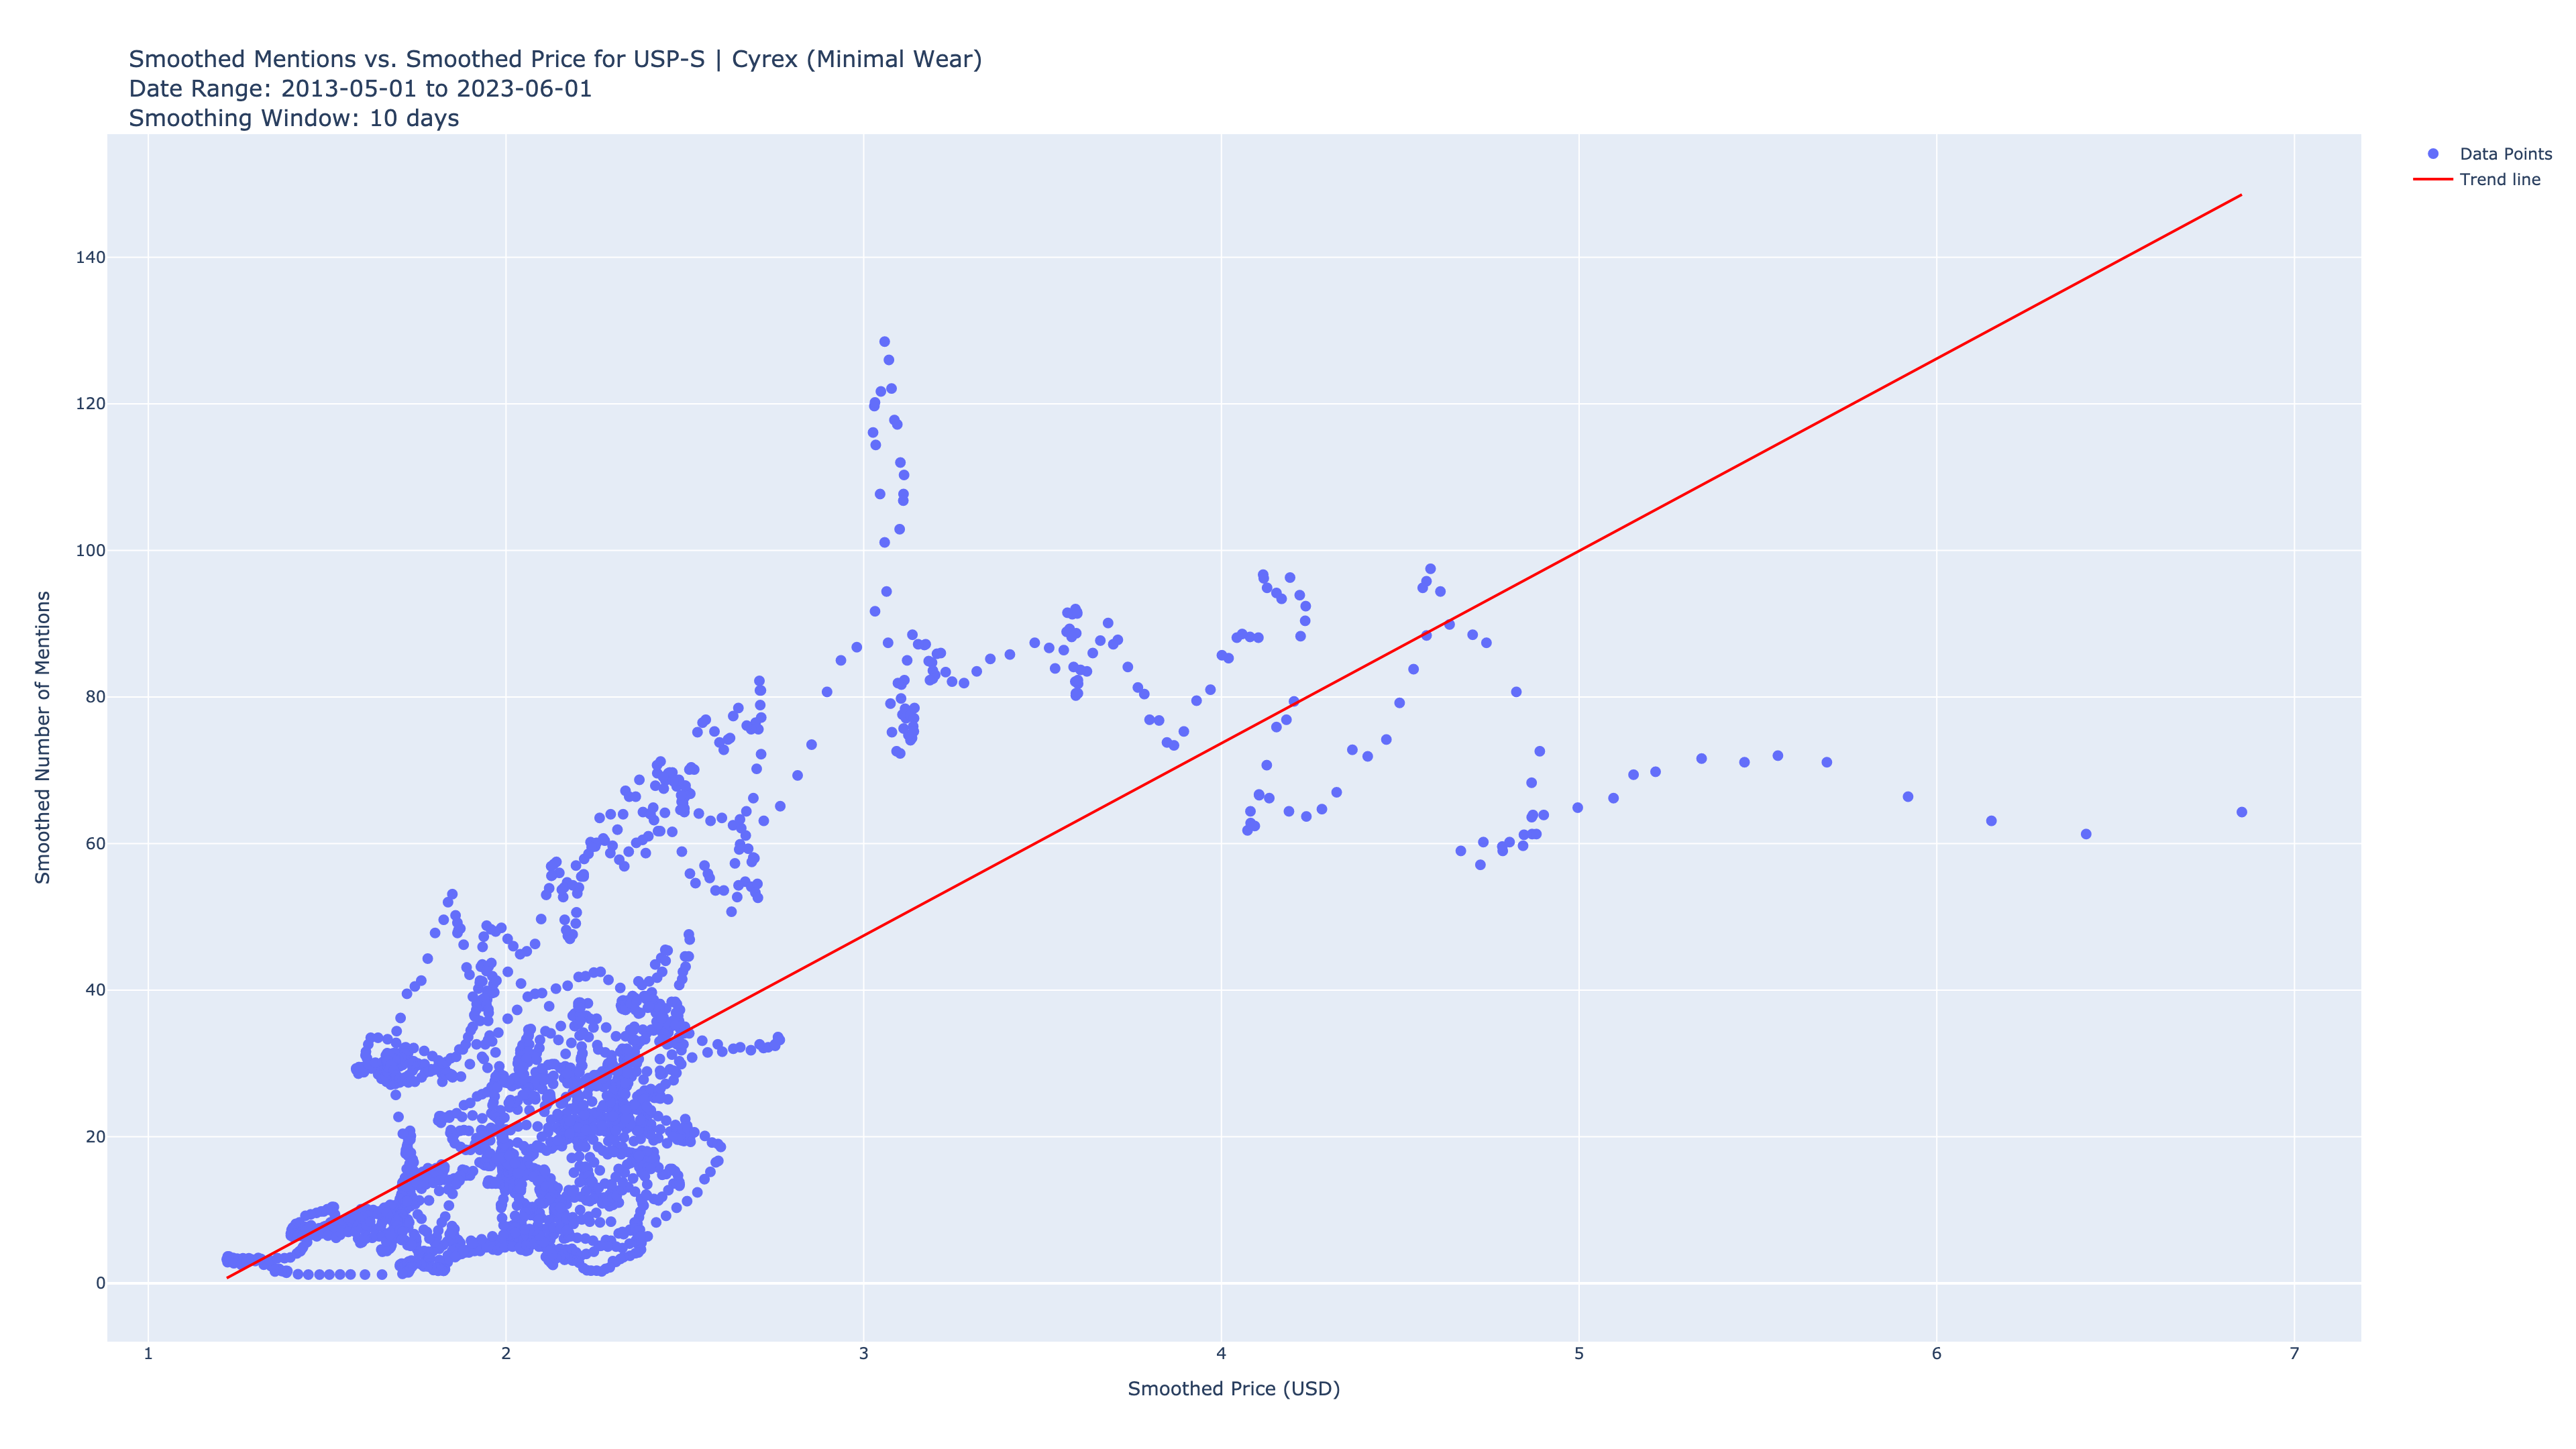 Smoothed Mentions vs. Smoothed Price for USP-S | Cyrex (Minimal Wear)
Date Range: 2013-05-01 to 2023-06-01
Smoothing Window: 10 days
Data Points
Trend line
140
120
100
80
60
40
20
0
Smoothed Number of Mentions
1 2 3 4 5 6 7
Smoothed Price (USD)